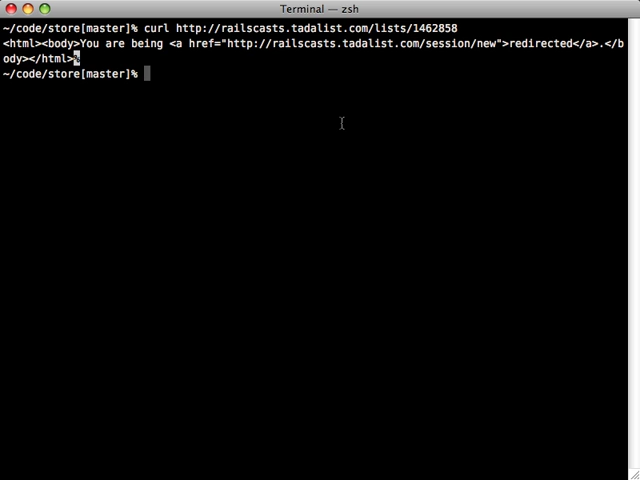 Terminal — zsh
~/code/store[master]% curl http://railscasts.tadalist.com/lists/1462858
<html><body>You are being <a href="http://railscasts.tadalist.com/session/new">redirected</a>.</b
ody></html>%
~/code/store[master]%